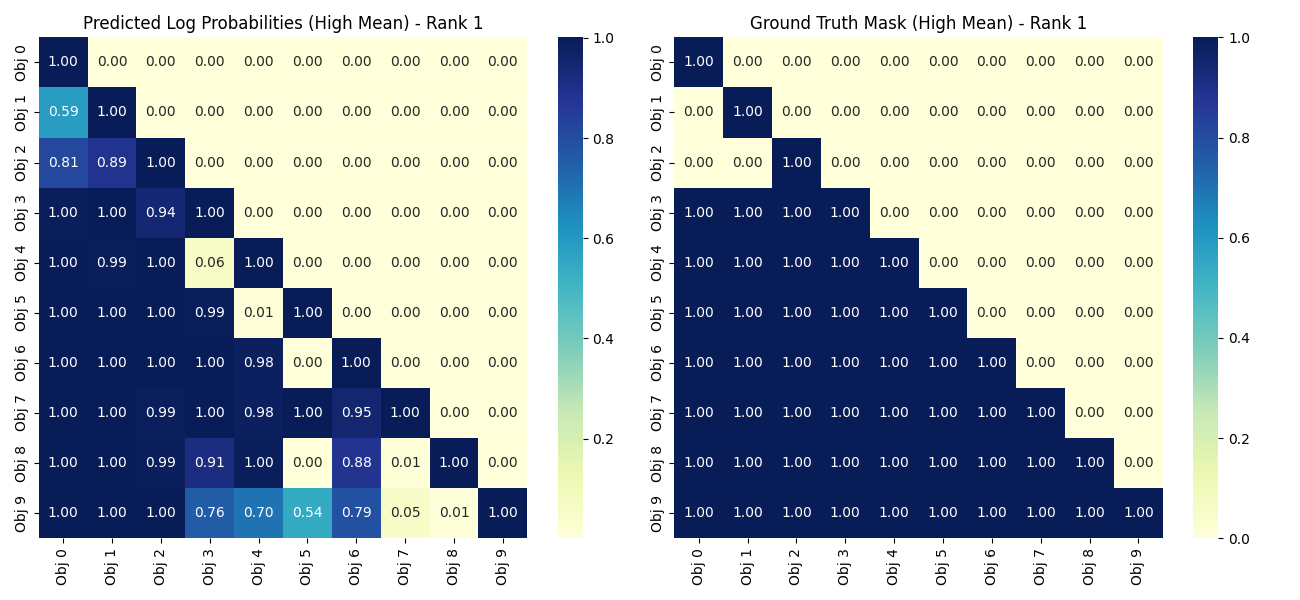 Predicted Log Probabilities (High Mean) - Rank 1
Obj 0 1.00 0.00 0.00 0.00 0.00 0.00 0.00 0.00 0.00 0.00
Obj 1 0.59 1.00 0.00 0.00 0.00 0.00 0.00 0.00 0.00 0.00
Obj 2 0.81 0.89 1.00 0.00 0.00 0.00 0.00 0.00 0.00 0.00
Obj 3 1.00 1.00 0.94 1.00 0.00 0.00 0.00 0.00 0.00 0.00
Obj 4 1.00 0.99 1.00 0.06 1.00 0.00 0.00 0.00 0.00 0.00
Obj 5 1.00 1.00 1.00 0.99 0.01 1.00 0.00 0.00 0.00 0.00
Obj 6 1.00 1.00 1.00 1.00 0.98 0.00 1.00 0.00 0.00 0.00
Obj 7 1.00 1.00 0.99 1.00 0.98 1.00 0.95 1.00 0.00 0.00
Obj 8 1.00 1.00 0.99 0.91 1.00 0.00 0.88 0.01 1.00 0.00
Obj 9 1.00 1.00 1.00 0.76 0.70 0.54 0.79 0.05 0.01 1.00
Obj 0 Obj 1 Obj 2 Obj 3 Obj 4 Obj 5 Obj 6 Obj 7 Obj 8 Obj 9
1.0
0.8
0.6
0.4
0.2
Ground Truth Mask (High Mean) - Rank 1
Obj 0 1.00 0.00 0.00 0.00 0.00 0.00 0.00 0.00 0.00 0.00
Obj 1 0.00 1.00 0.00 0.00 0.00 0.00 0.00 0.00 0.00 0.00
Obj 2 0.00 0.00 1.00 0.00 0.00 0.00 0.00 0.00 0.00 0.00
Obj 3 1.00 1.00 1.00 1.00 0.00 0.00 0.00 0.00 0.00 0.00
Obj 4 1.00 1.00 1.00 1.00 1.00 0.00 0.00 0.00 0.00 0.00
Obj 5 1.00 1.00 1.00 1.00 1.00 1.00 0.00 0.00 0.00 0.00
Obj 6 1.00 1.00 1.00 1.00 1.00 1.00 1.00 0.00 0.00 0.00
Obj 7 1.00 1.00 1.00 1.00 1.00 1.00 1.00 1.00 0.00 0.00
Obj 8 1.00 1.00 1.00 1.00 1.00 1.00 1.00 1.00 1.00 0.00
Obj 9 1.00 1.00 1.00 1.00 1.00 1.00 1.00 1.00 1.00 1.00
Obj 0 Obj 1 Obj 2 Obj 3 Obj 4 Obj 5 Obj 6 Obj 7 Obj 8 Obj 9
1.0
0.8
0.6
0.4
0.2
0.0